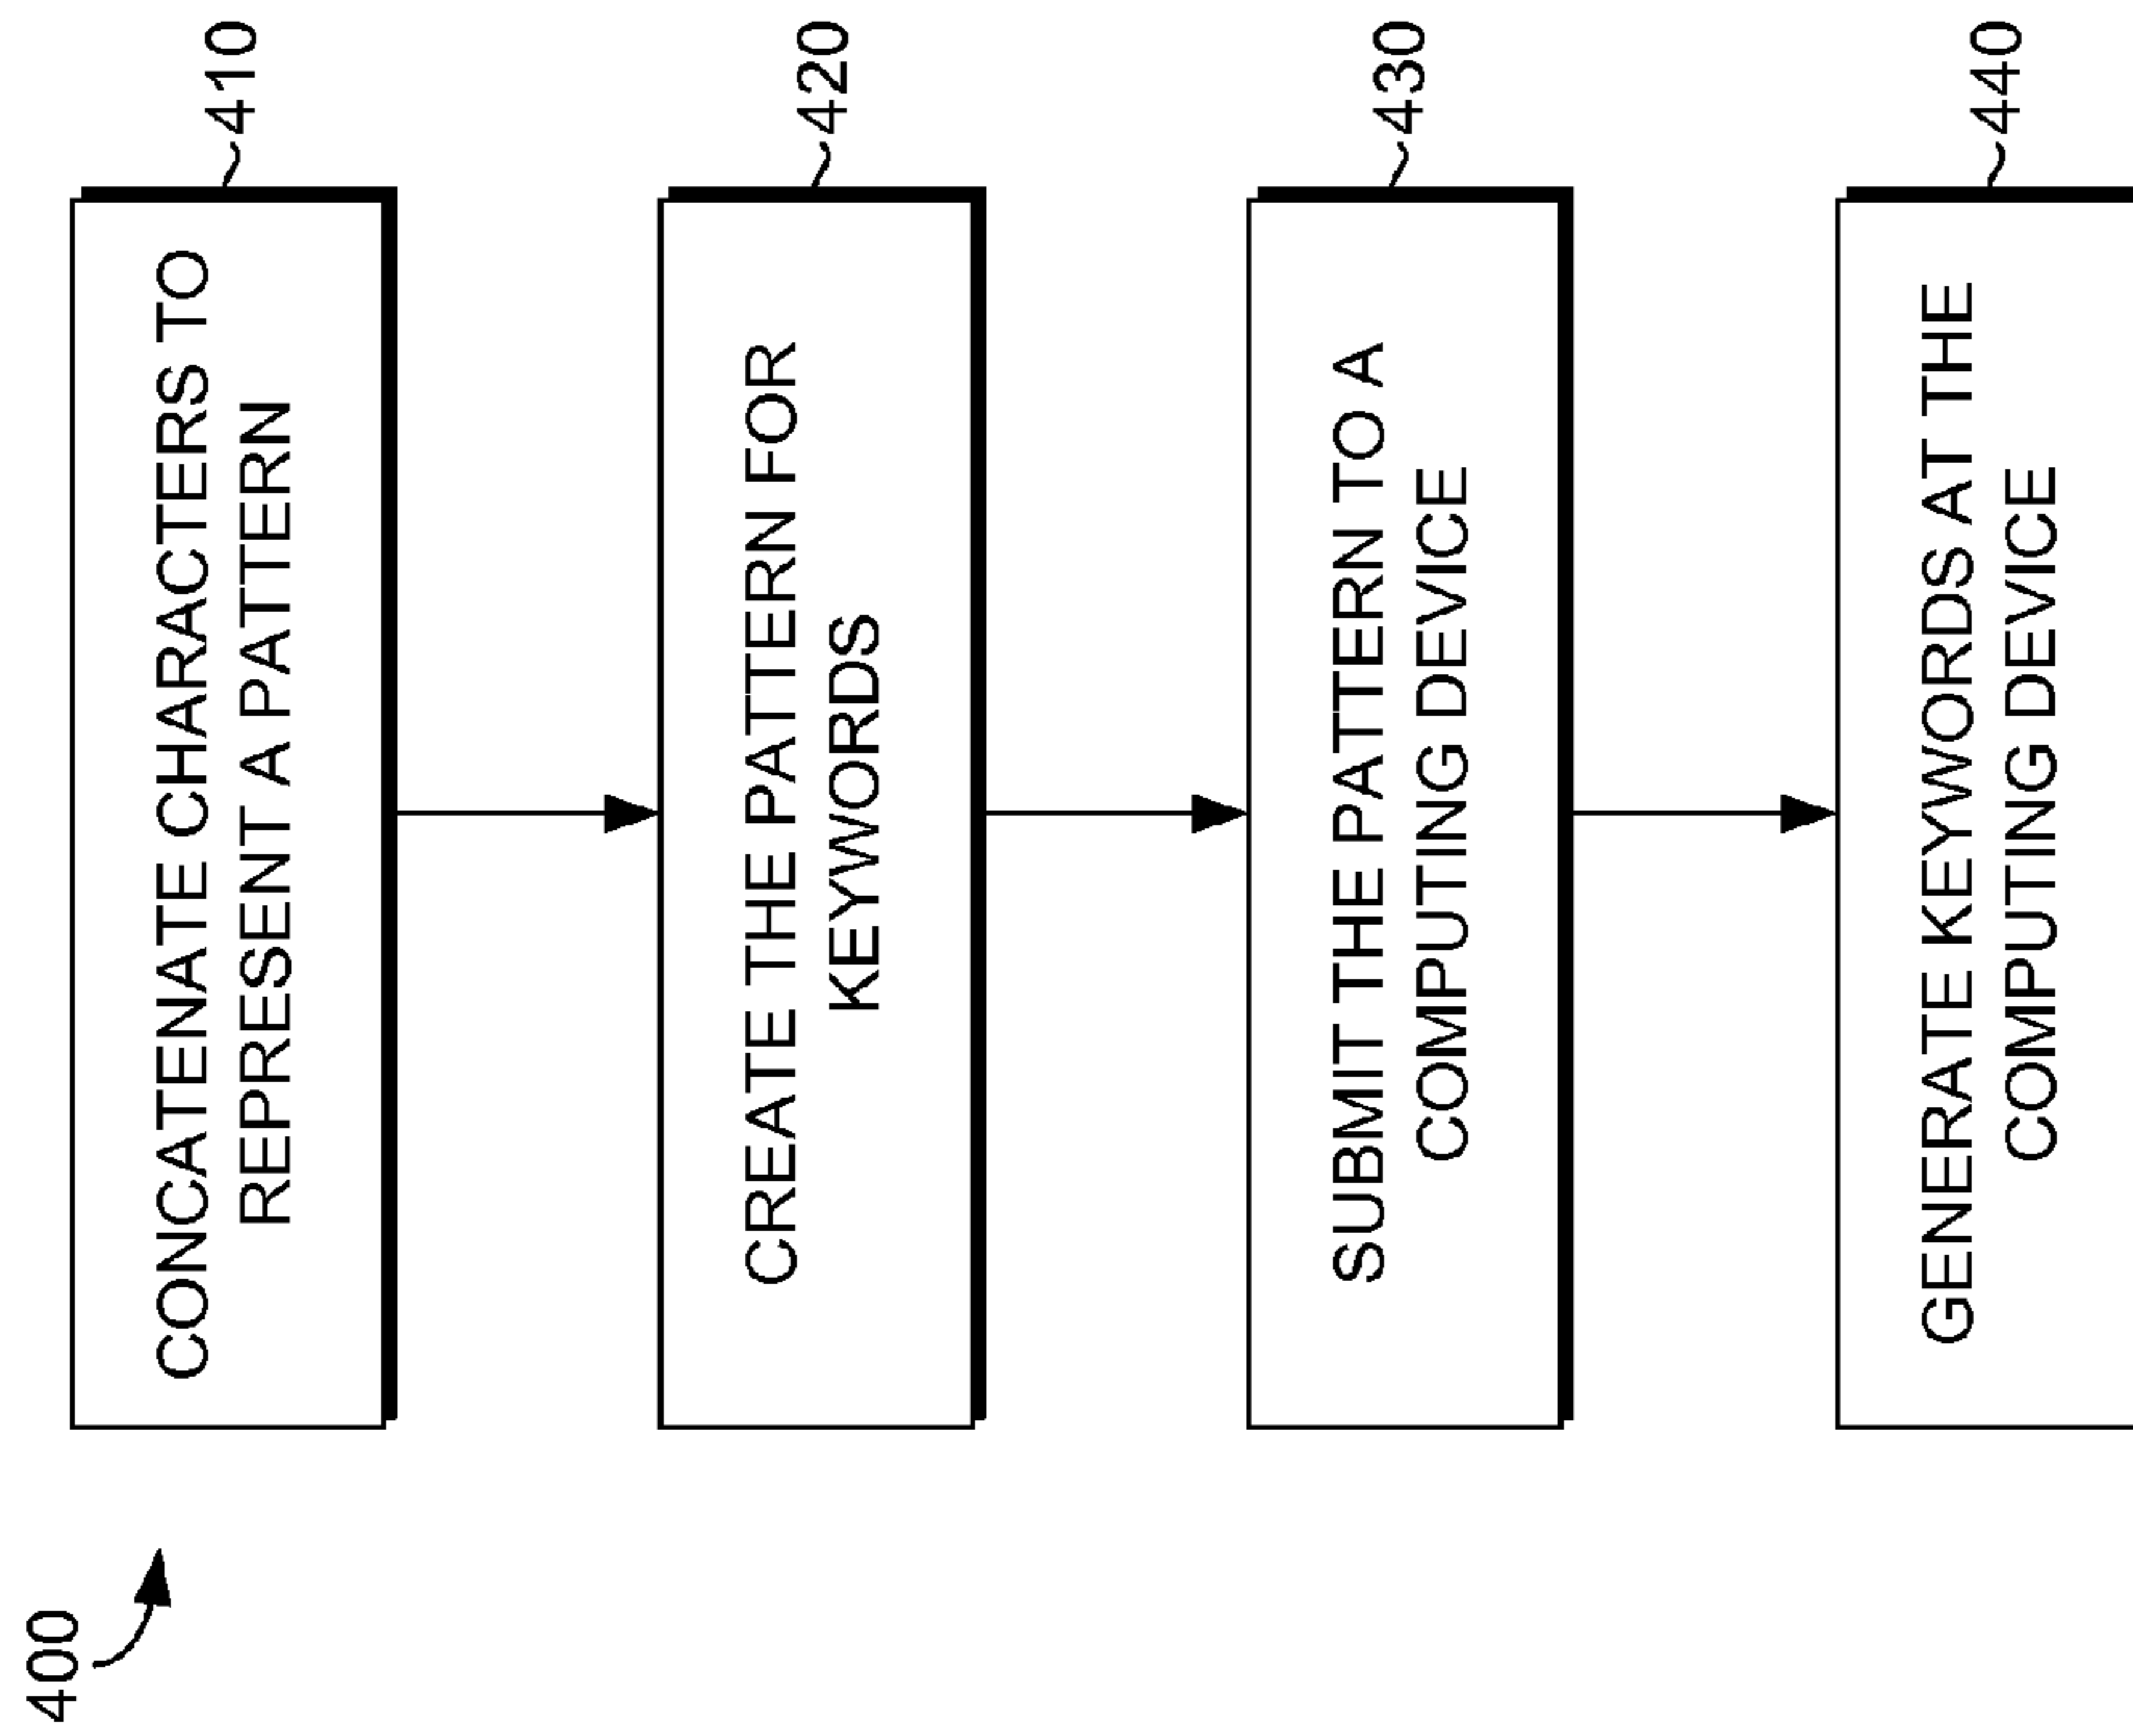 400
CONCATENATE CHARACTERS TO
REPRESENT A PATTERN
410
CREATE THE PATTERN FOR
KEYWORDS
420
SUBMIT THE PATTERN TO A
COMPUTING DEVICE
430
GENERATE KEYWORDS AT THE
COMPUTING DEVICE
440